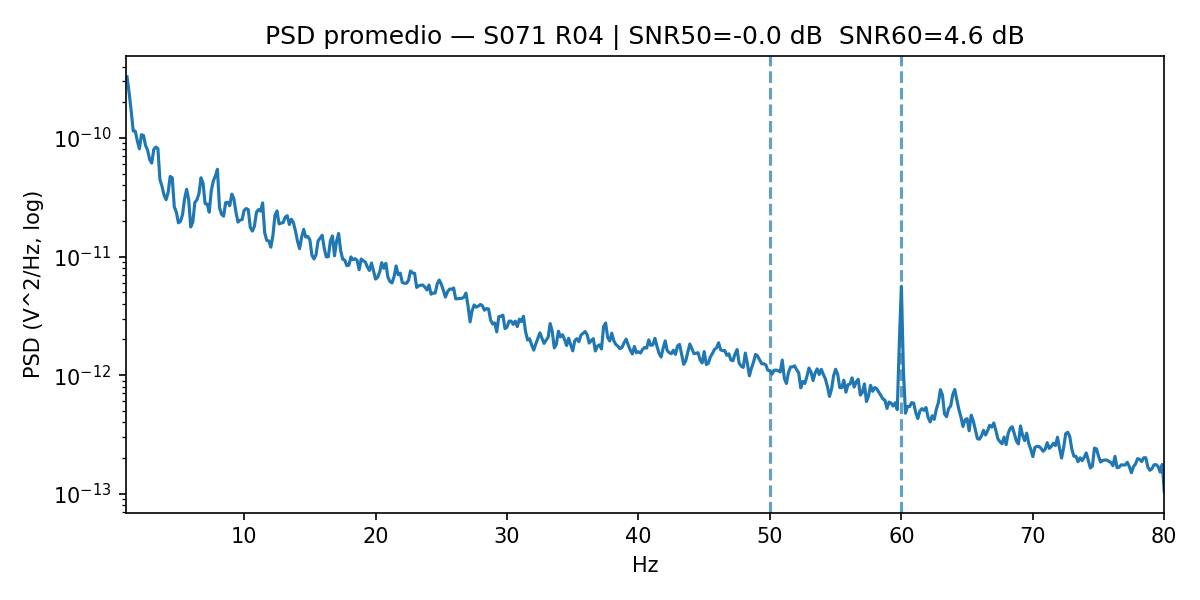 PSD promedio — S071 R04 | SNR50=-0.0 dB  SNR60=4.6 dB
PSD (V^2/Hz, log)
10⁻¹⁰
10⁻¹¹
10⁻¹²
10⁻¹³
10 20 30 40 50 60 70 80
Hz